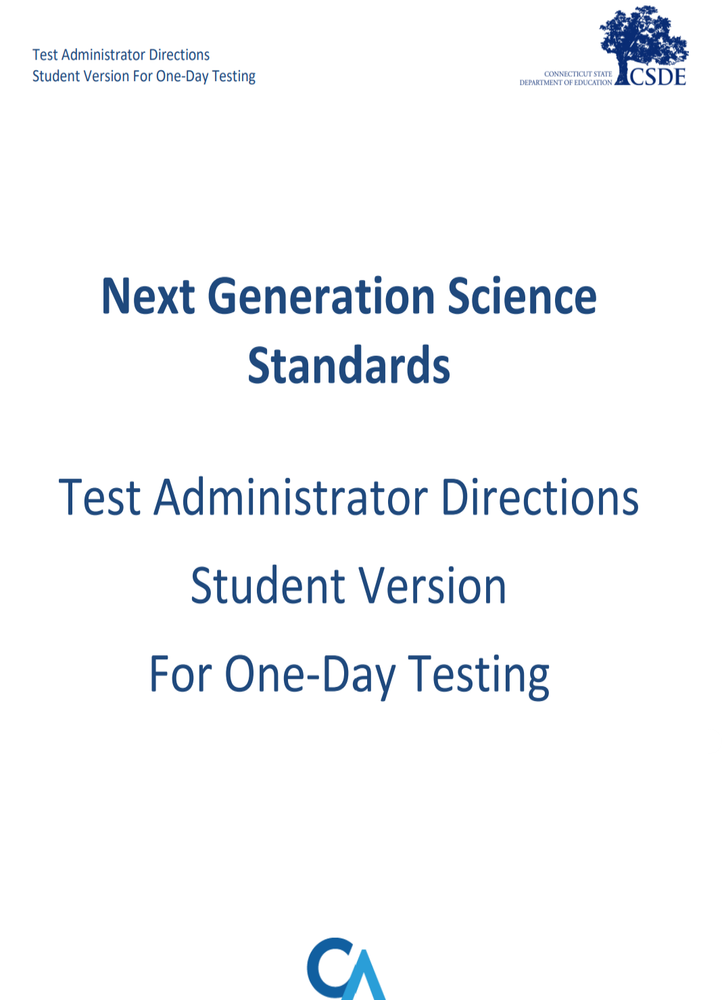 Test Administrator Directions
Student Version For One-Day Testing
CONNECTICUT STATE
DEPARTMENT OF EDUCATION
CSDE
Next Generation Science
Standards
Test Administrator Directions
Student Version
For One-Day Testing
CA